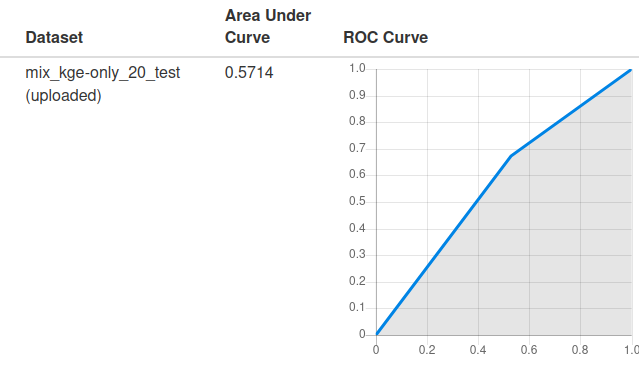 Dataset
Area Under
Curve
ROC Curve
mix_kge-only_20_test
(uploaded)
0.5714
1.0
0.9
0.8
0.7
0.6
0.5
0.4
0.3
0.2
0.1
0
0 0.2 0.4 0.6 0.8 1.0